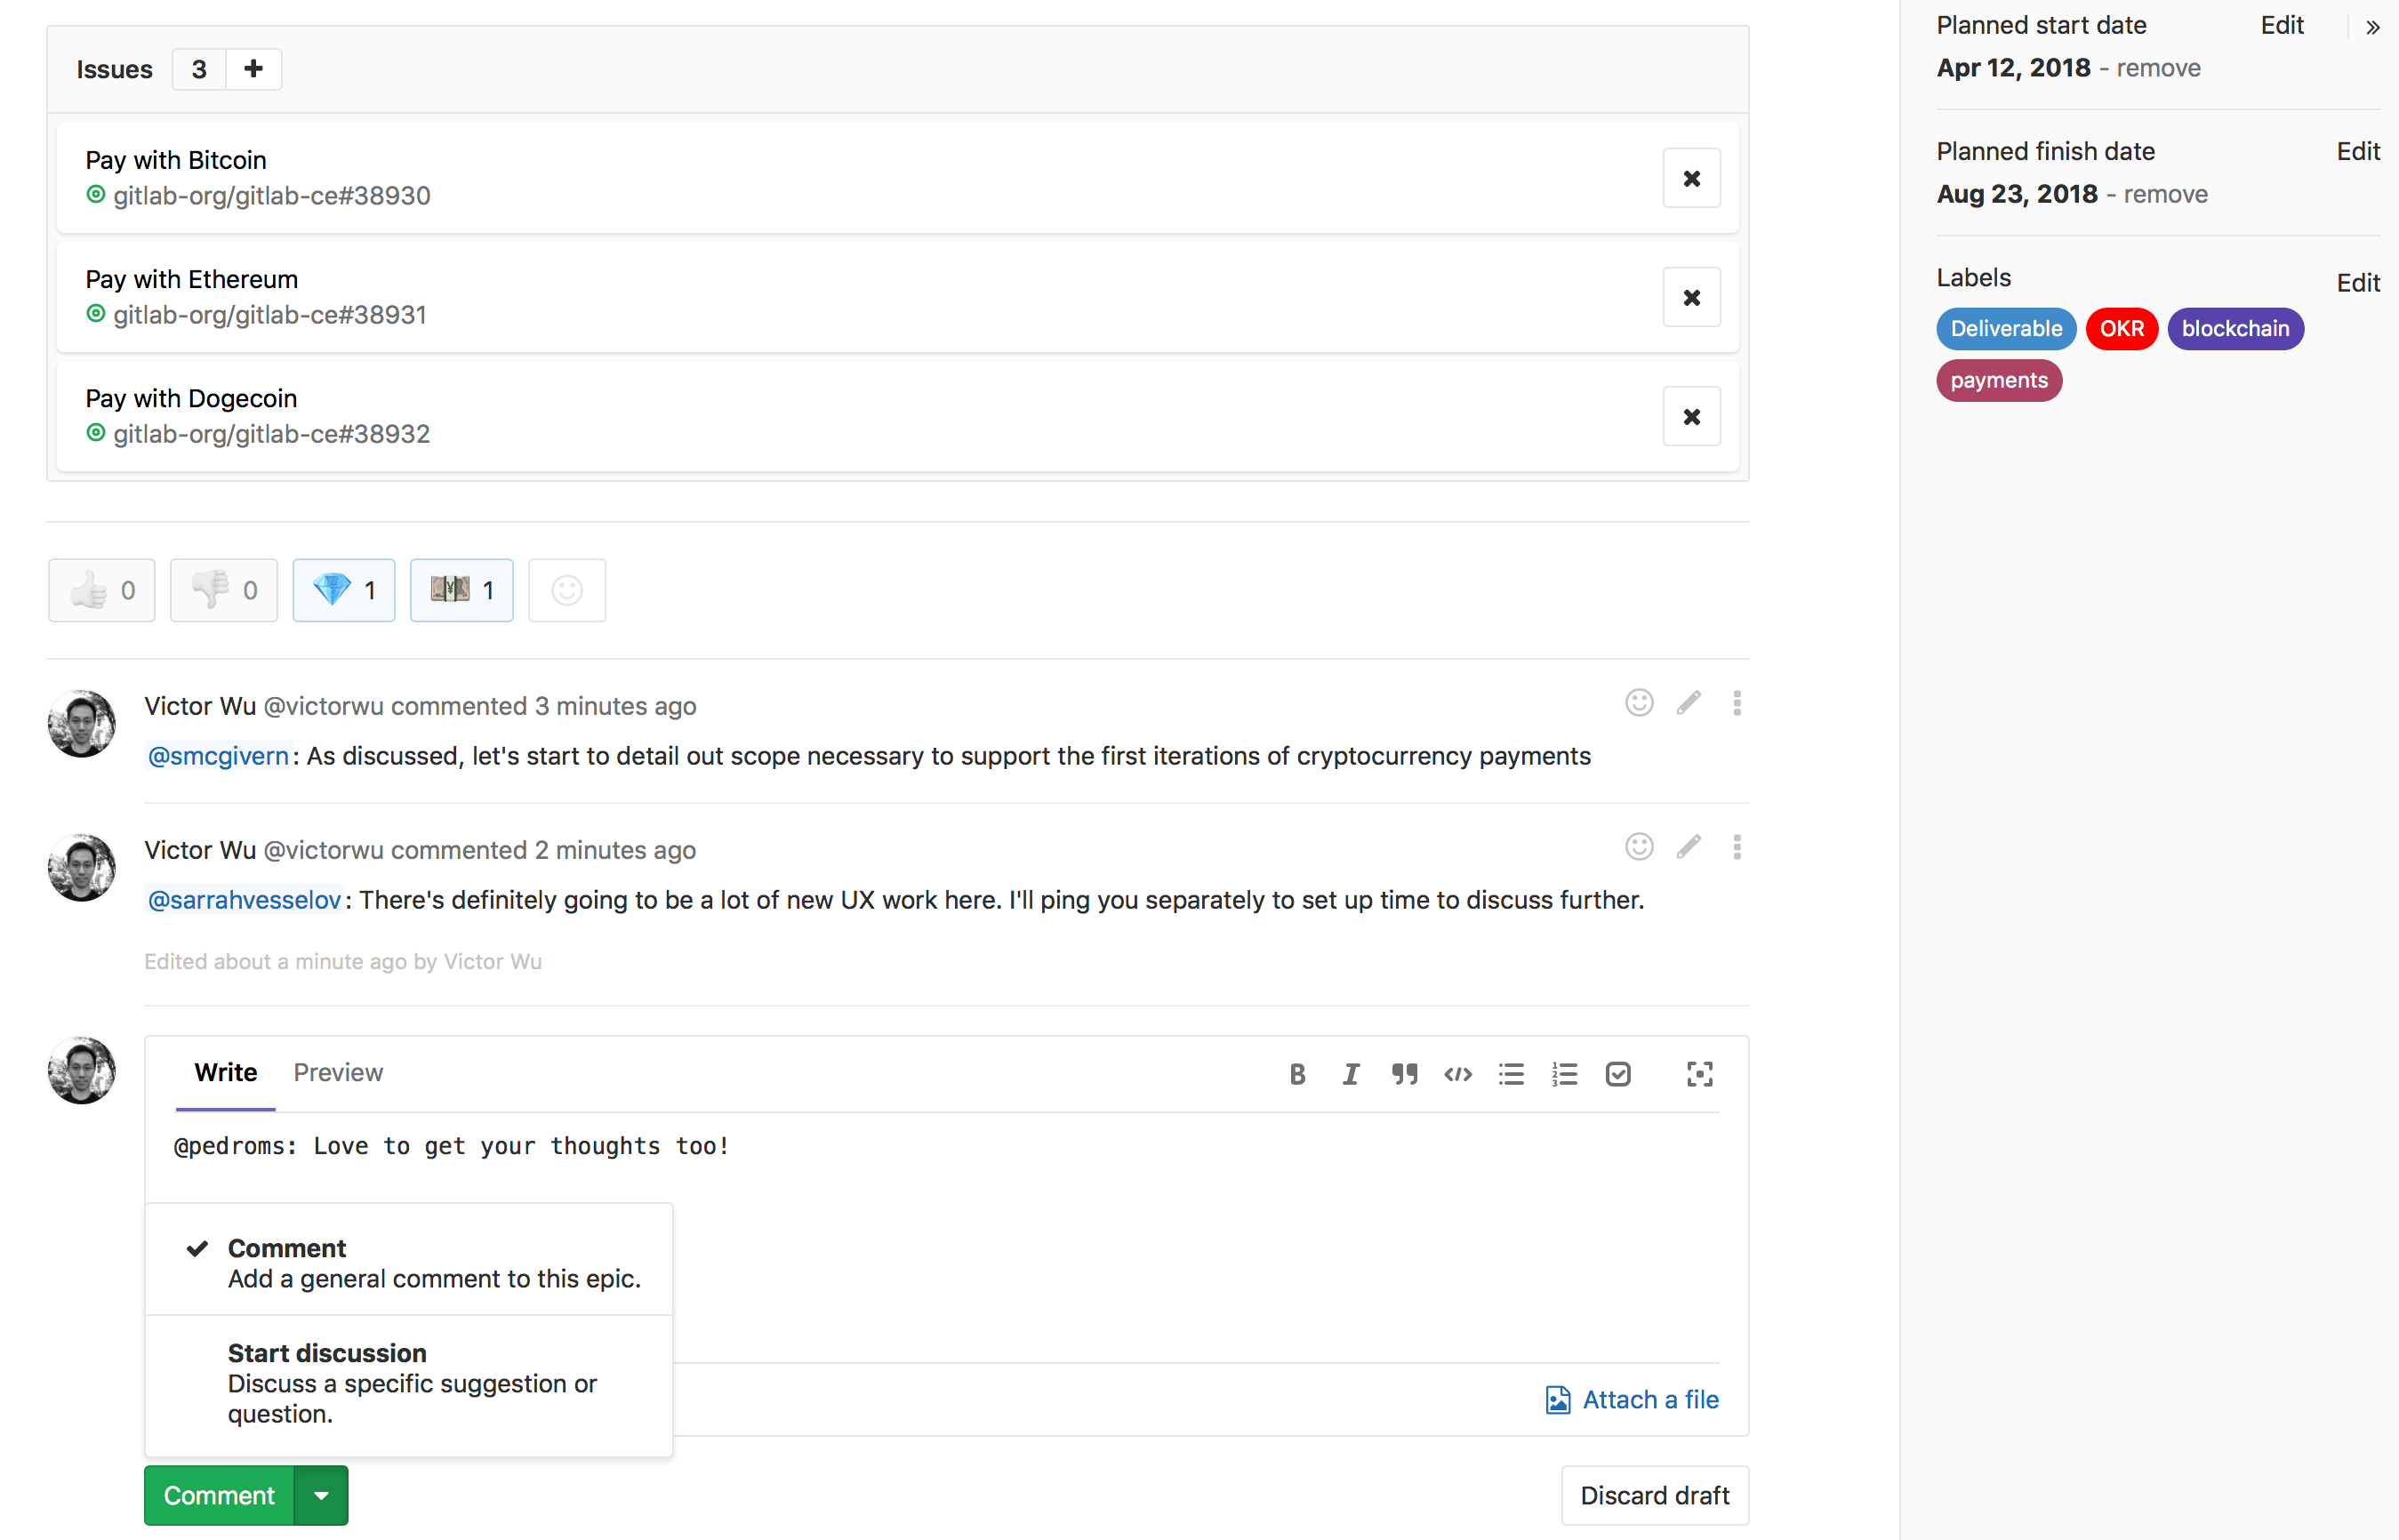 Issues 3
Pay with Bitcoin
gitlab-org/gitlab-ce#38930
Pay with Ethereum
gitlab-org/gitlab-ce#38931
Pay with Dogecoin
gitlab-org/gitlab-ce#38932
0 0 1 1
Victor Wu @victorwu commented 3 minutes ago
@smcgivern: As discussed, let's start to detail out scope necessary to support the first iterations of cryptocurrency payments
Victor Wu @victorwu commented 2 minutes ago
@sarrahvesselov: There's definitely going to be a lot of new UX work here. I'll ping you separately to set up time to discuss further.
Edited about a minute ago by Victor Wu
Write Preview
@pedroms: Love to get your thoughts too!
Comment
Add a general comment to this epic.
Start discussion
Discuss a specific suggestion or
question.
Attach a file
Comment
Discard draft
Planned start date Edit
Apr 12, 2018 - remove
Planned finish date Edit
Aug 23, 2018 - remove
Labels Edit
Deliverable OKR blockchain
payments